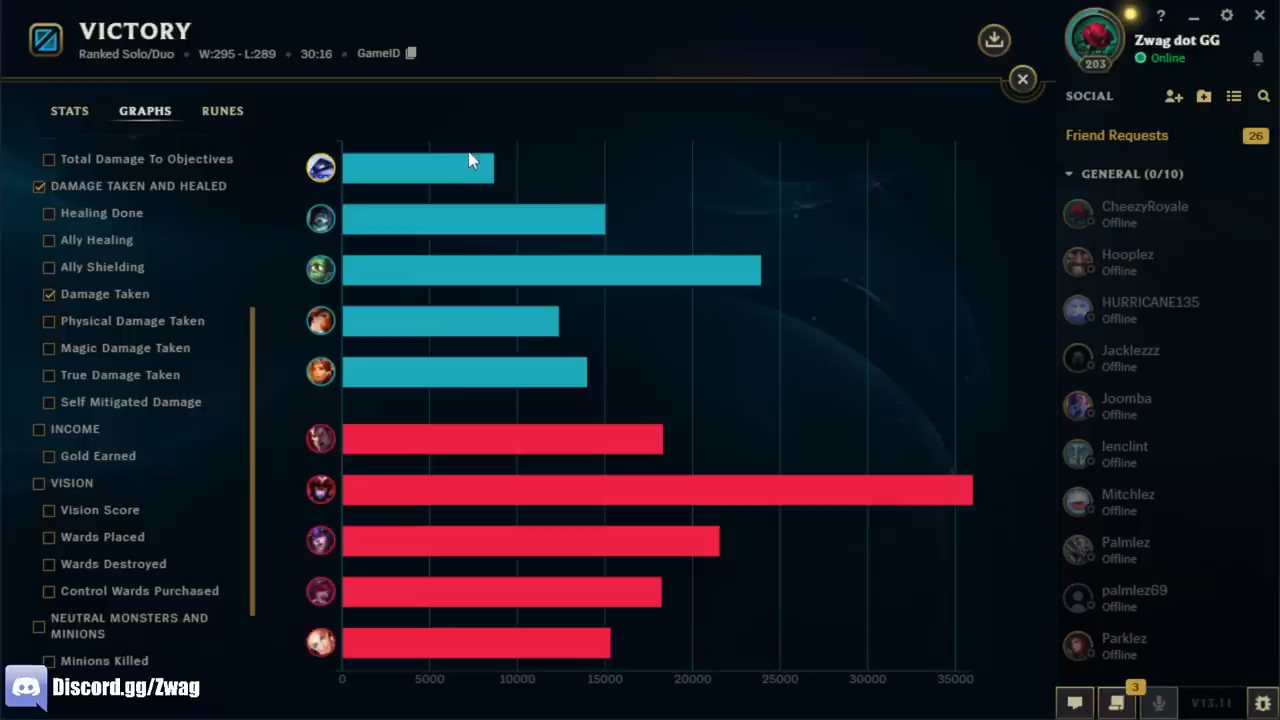 VICTORY
Ranked Solo/Duo • W:295 - L:289 • 30:16 • GameID
?
Zwag dot GG
203
Online
STATS GRAPHS RUNES
SOCIAL
Friend Requests 26
GENERAL (0/10)
CheezyRoyale
Offline
Hooplez
Offline
HURRICANE135
Offline
Jacklezzz
Offline
Joomba
Offline
lenclint
Offline
Mitchlez
Offline
Palmlez
Offline
palmlez69
Offline
Parklez
Offline
Total Damage To Objectives
DAMAGE TAKEN AND HEALED
Healing Done
Ally Healing
Ally Shielding
Damage Taken
Physical Damage Taken
Magic Damage Taken
True Damage Taken
Self Mitigated Damage
INCOME
Gold Earned
VISION
Vision Score
Wards Placed
Wards Destroyed
Control Wards Purchased
NEUTRAL MONSTERS AND
MINIONS
Minions Killed
0 5000 10000 15000 20000 25000 30000 35000
Discord.gg/Zwag
3
V13.11